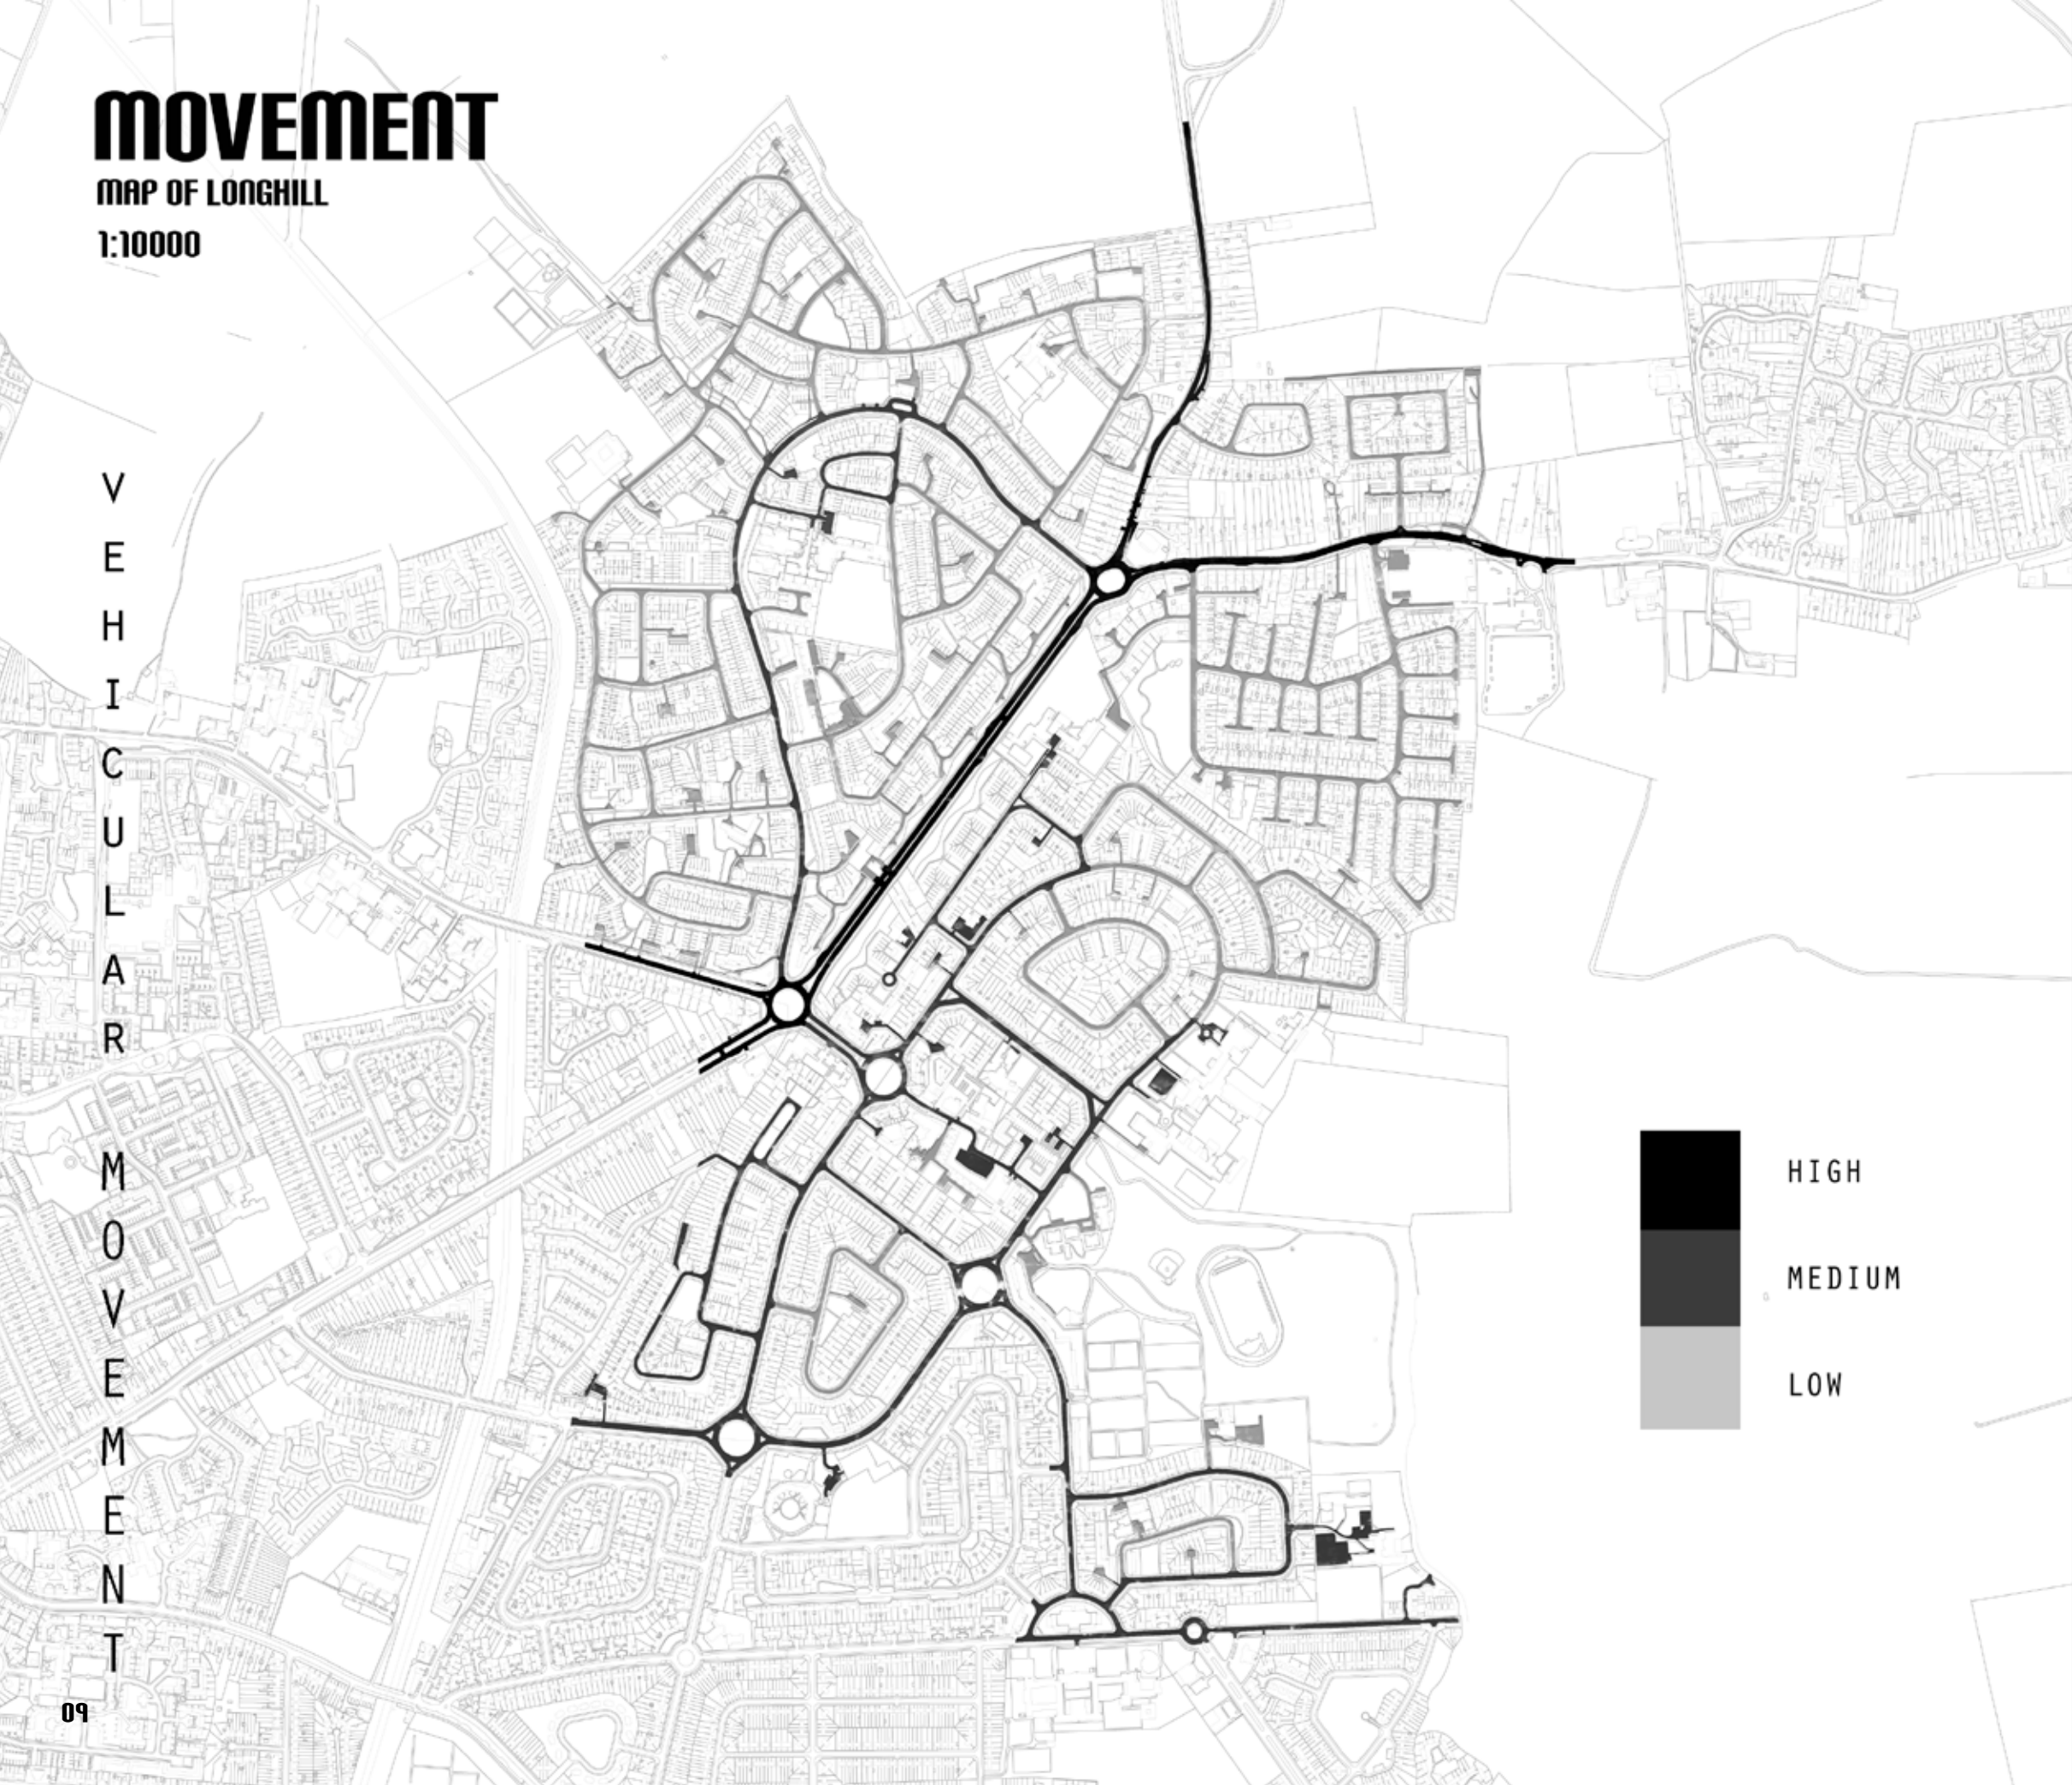 MOVEMENT
MAP OF LONGHILL
1:10000
VEHICULAR MOVEMENT
HIGH
MEDIUM
LOW
09